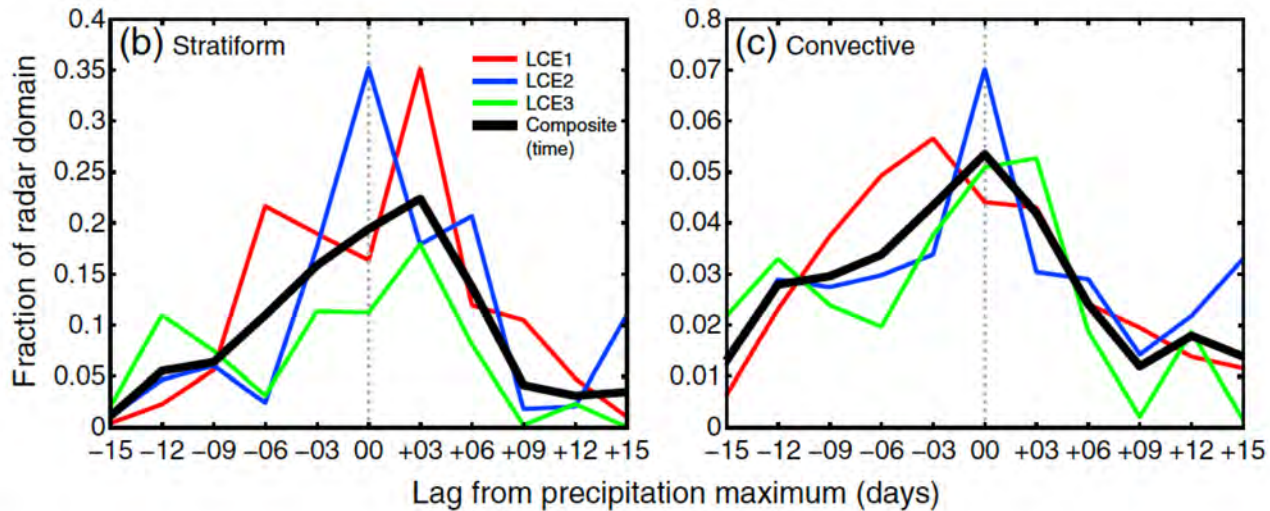 (b) Stratiform
LCE1
LCE2
LCE3
Composite
(time)
0.4
0.35
0.3
0.25
0.2
0.15
0.1
0.05
0
Fraction of radar domain
−15 −12 −09 −06 −03 00 +03 +06 +09 +12 +15
(c) Convective
0.8
0.07
0.06
0.05
0.04
0.03
0.02
0.01
0
−15 −12 −09 −06 −03 00 +03 +06 +09 +12 +15
Lag from precipitation maximum (days)